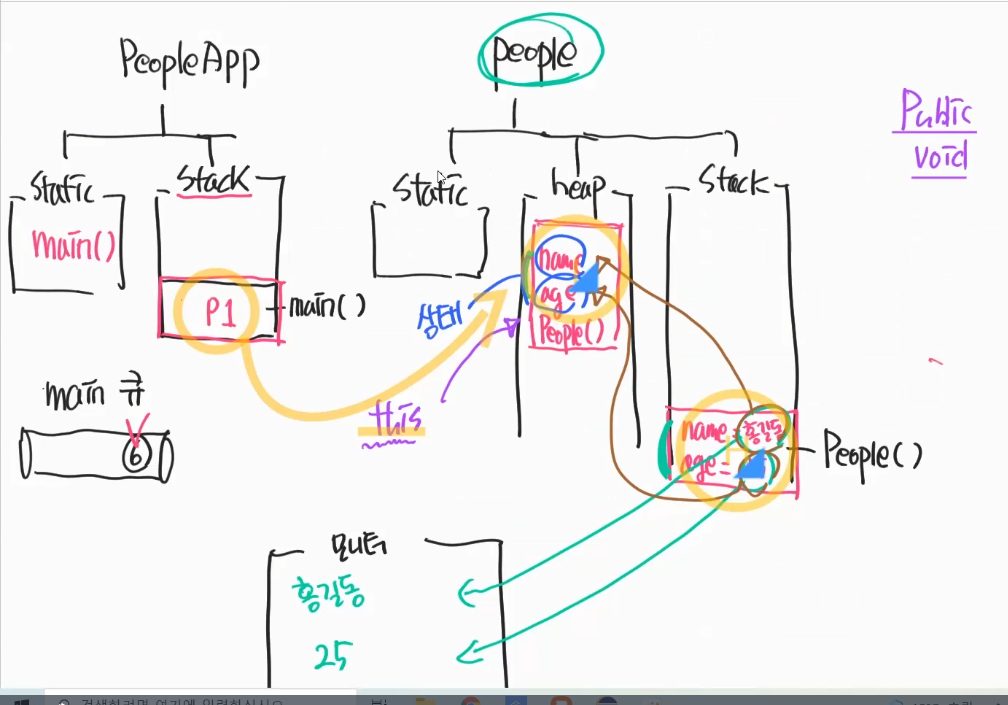 PeopleApp
people
Public
void
Static
Stack
Static
heap
Stack
main()
name
age
People()
P1
main()
상태
this
main 큐
6
name = 홍길동
age =
People()
모니터
홍길동
25
검색하려면 여기에 입력하십시오